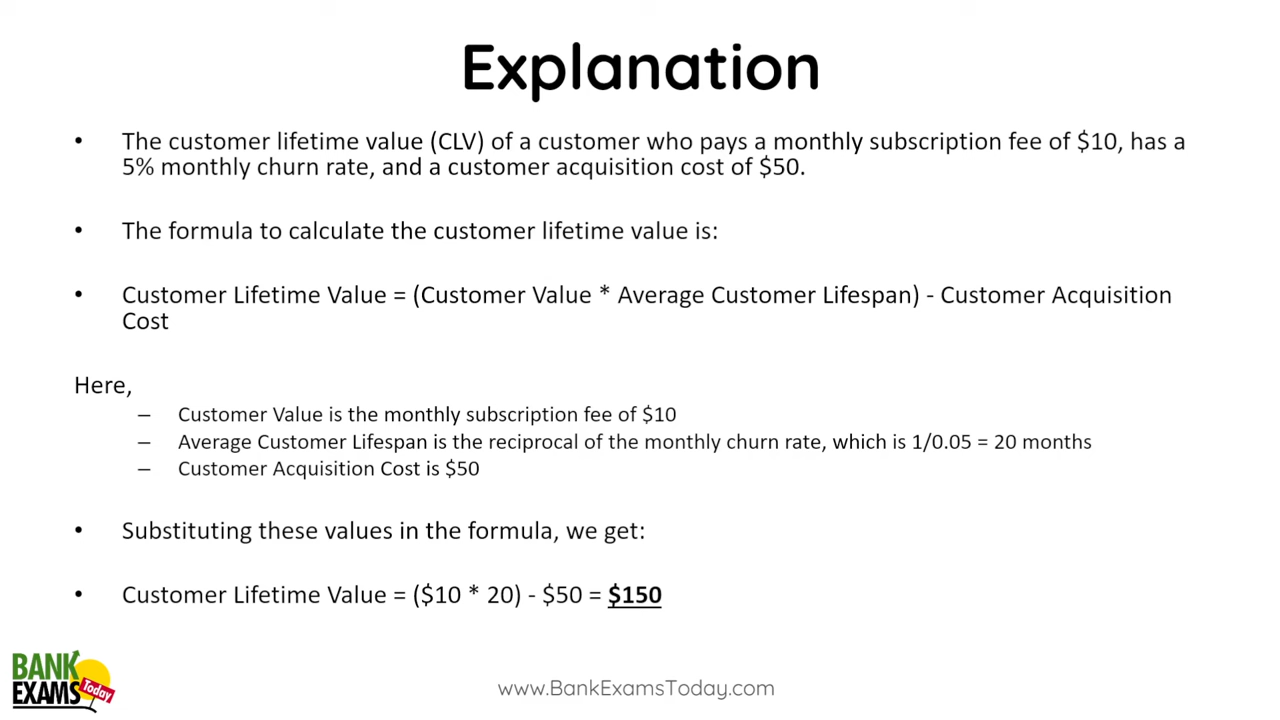 Explanation
• The customer lifetime value (CLV) of a customer who pays a monthly subscription fee of $10, has a
5% monthly churn rate, and a customer acquisition cost of $50.
• The formula to calculate the customer lifetime value is:
• Customer Lifetime Value = (Customer Value * Average Customer Lifespan) - Customer Acquisition
Cost
Here,
– Customer Value is the monthly subscription fee of $10
– Average Customer Lifespan is the reciprocal of the monthly churn rate, which is 1/0.05 = 20 months
– Customer Acquisition Cost is $50
• Substituting these values in the formula, we get:
• Customer Lifetime Value = ($10 * 20) - $50 = $150
BANK
EXAMS
Today
www.BankExamsToday.com